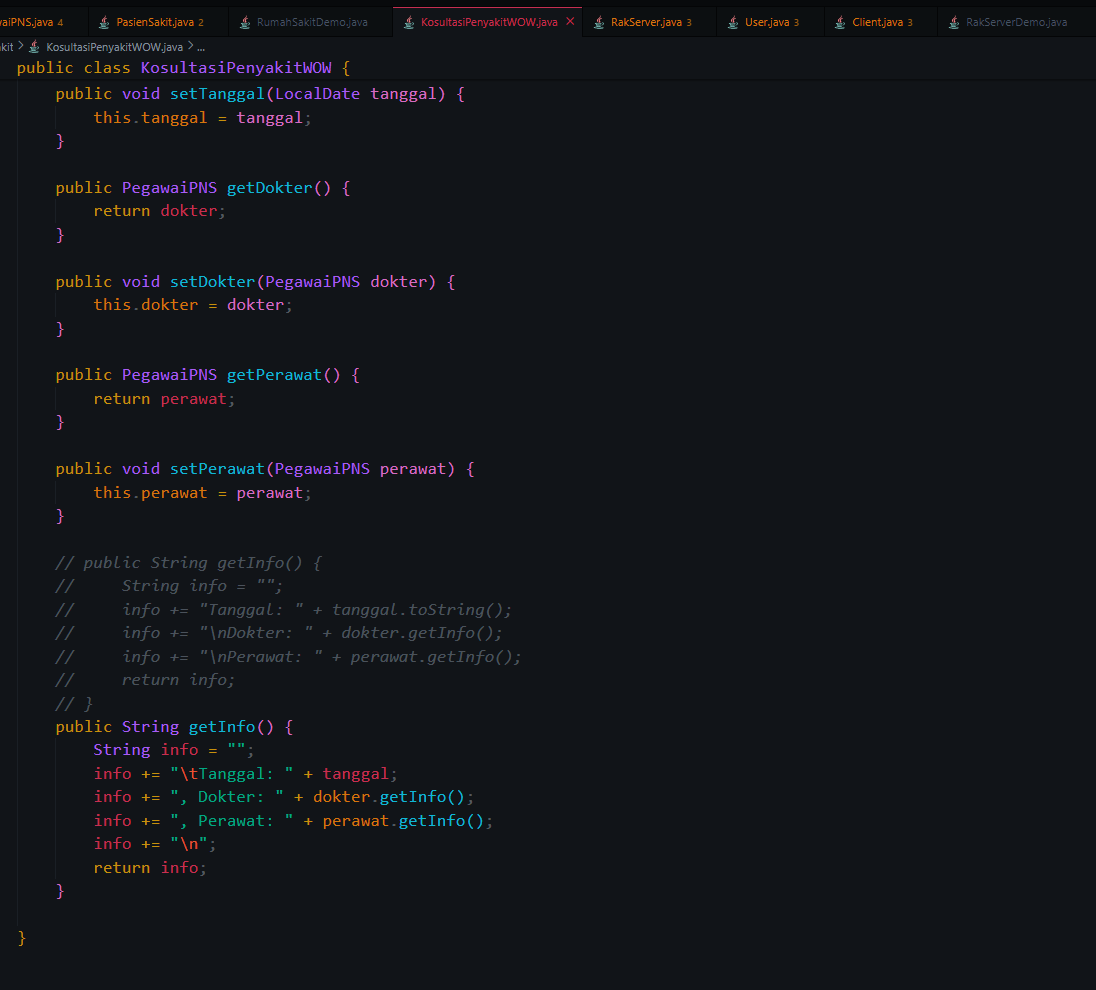 aiPNS.java 4 PasienSakit.java 2 RumahSakitDemo.java KosultasiPenyakitWOW.java × RakServer.java 3 User.java 3 Client.java 3 RakServerDemo.java
kit > KosultasiPenyakitWOW.java > ...
public class KosultasiPenyakitWOW {
    public void setTanggal(LocalDate tanggal) {
        this.tanggal = tanggal;
    }

    public PegawaiPNS getDokter() {
        return dokter;
    }

    public void setDokter(PegawaiPNS dokter) {
        this.dokter = dokter;
    }

    public PegawaiPNS getPerawat() {
        return perawat;
    }

    public void setPerawat(PegawaiPNS perawat) {
        this.perawat = perawat;
    }

    // public String getInfo() {
    //     String info = "";
    //     info += "Tanggal: " + tanggal.toString();
    //     info += "\nDokter: " + dokter.getInfo();
    //     info += "\nPerawat: " + perawat.getInfo();
    //     return info;
    // }
    public String getInfo() {
        String info = "";
        info += "\tTanggal: " + tanggal;
        info += ", Dokter: " + dokter.getInfo();
        info += ", Perawat: " + perawat.getInfo();
        info += "\n";
        return info;
    }

}